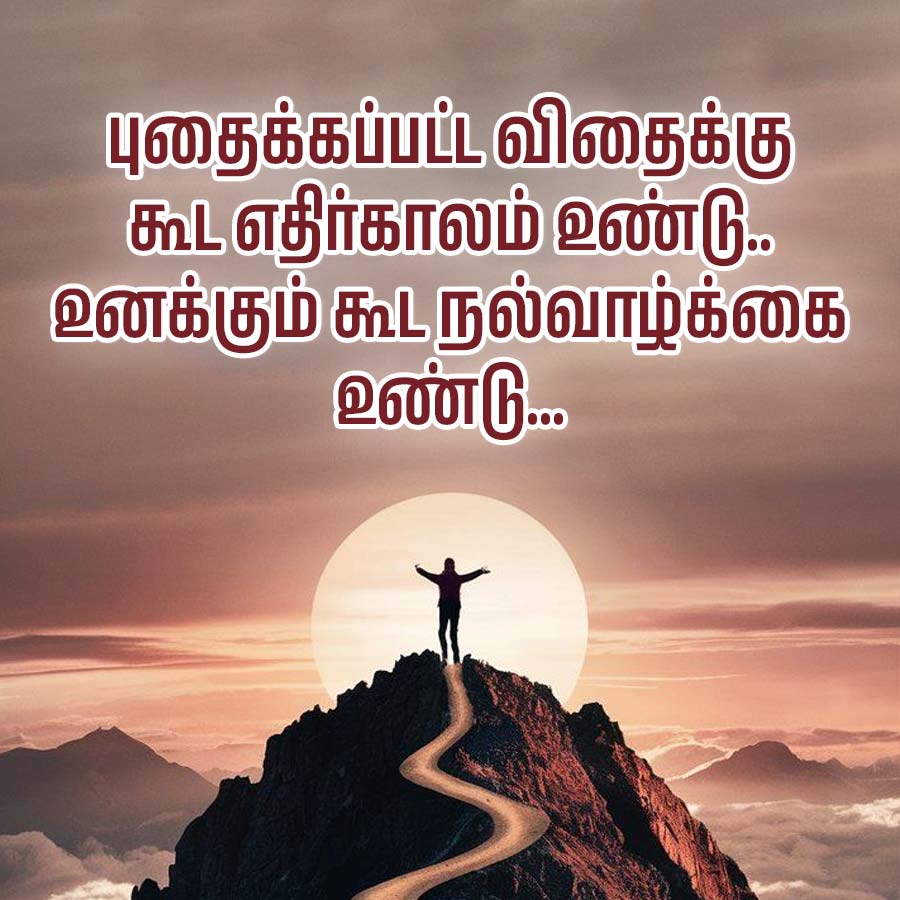 புதைக்கப்பட்ட விதைக்கு
கூட எதிர்காலம் உண்டு..
உனக்கும் கூட நல்வாழ்க்கை
உண்டு...